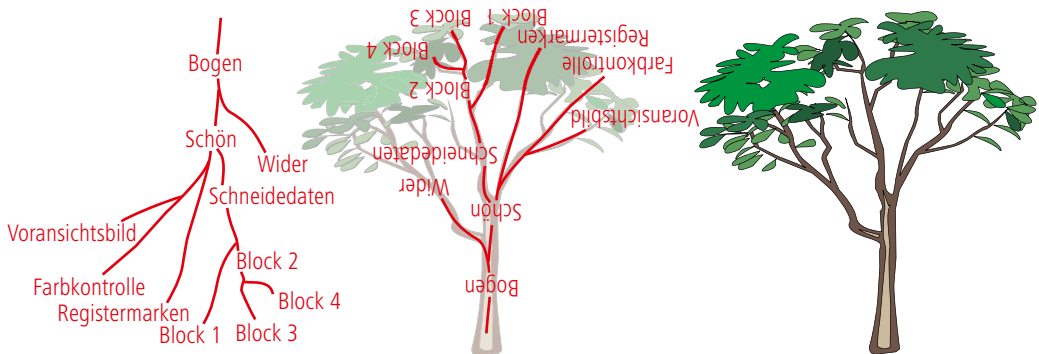 Bogen
Schön
Wider
Schneidedaten
Voransichtsbild
Block 2
Farbkontrolle
Block 4
Registermarken
Block 1
Block 3
Block 3
Block 1
Registermarken
Block 4
Farbkontrolle
Block 2
Voransichtsbild
Schneidedaten
Wider
Schön
Bogen